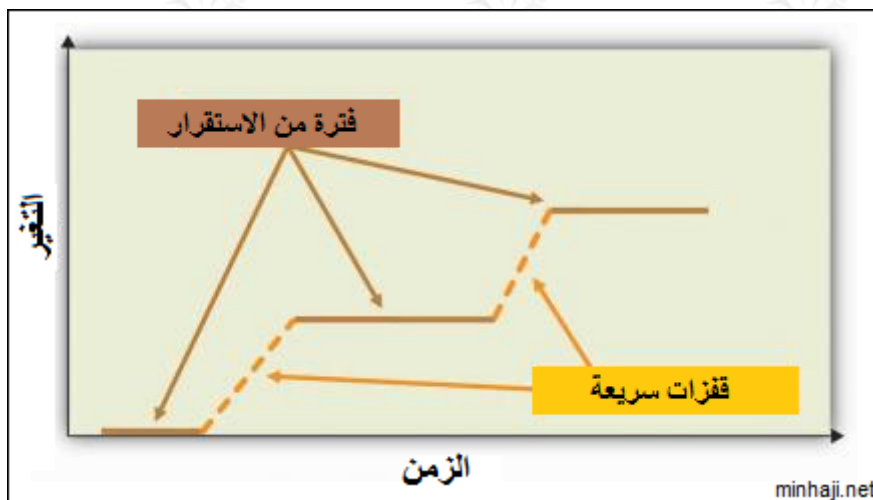 فترة من الاستقرار
التغير
قفزات سريعة
الزمن
minhaji.net